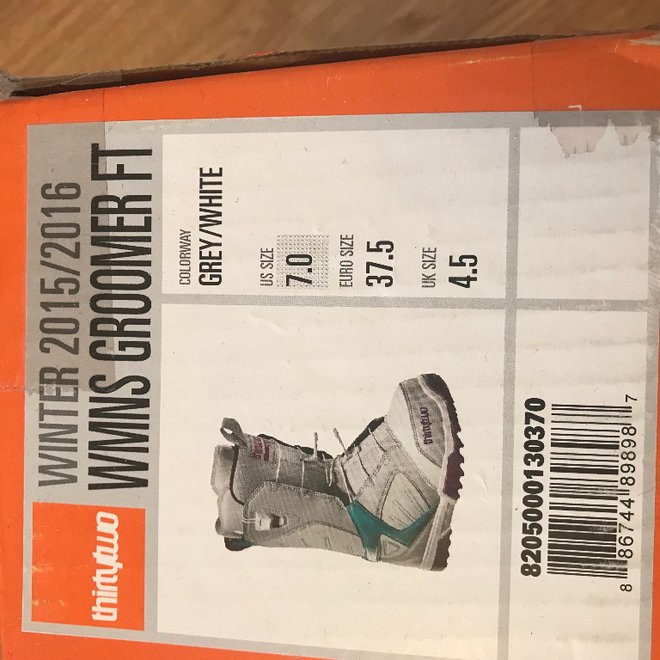 WINTER 2015/2016
WMNS GROOMER FT
thirtytwo
COLORWAY
GREY/WHITE
US SIZE
7.0
EURO SIZE
37.5
UK SIZE
4.5
thirtytwo
8205000130370
8 86744 89898 7